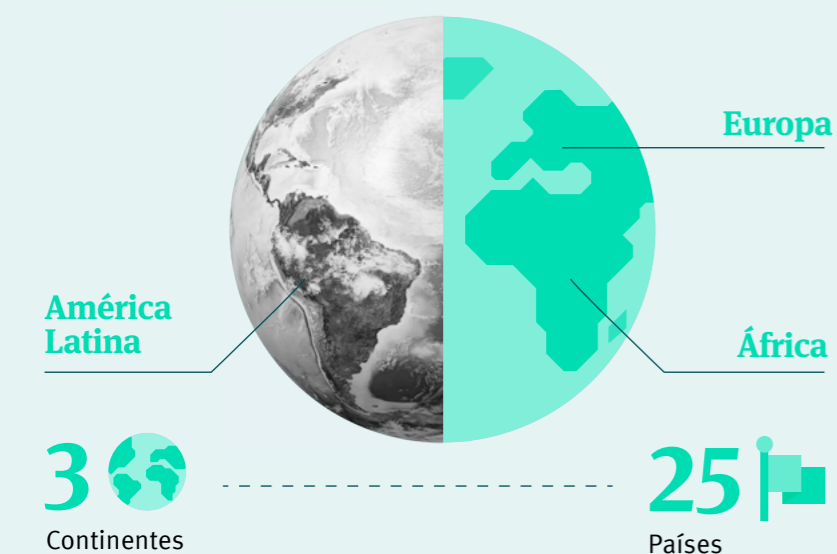 Europa
América
Latina
África
3
Continentes
25
Países